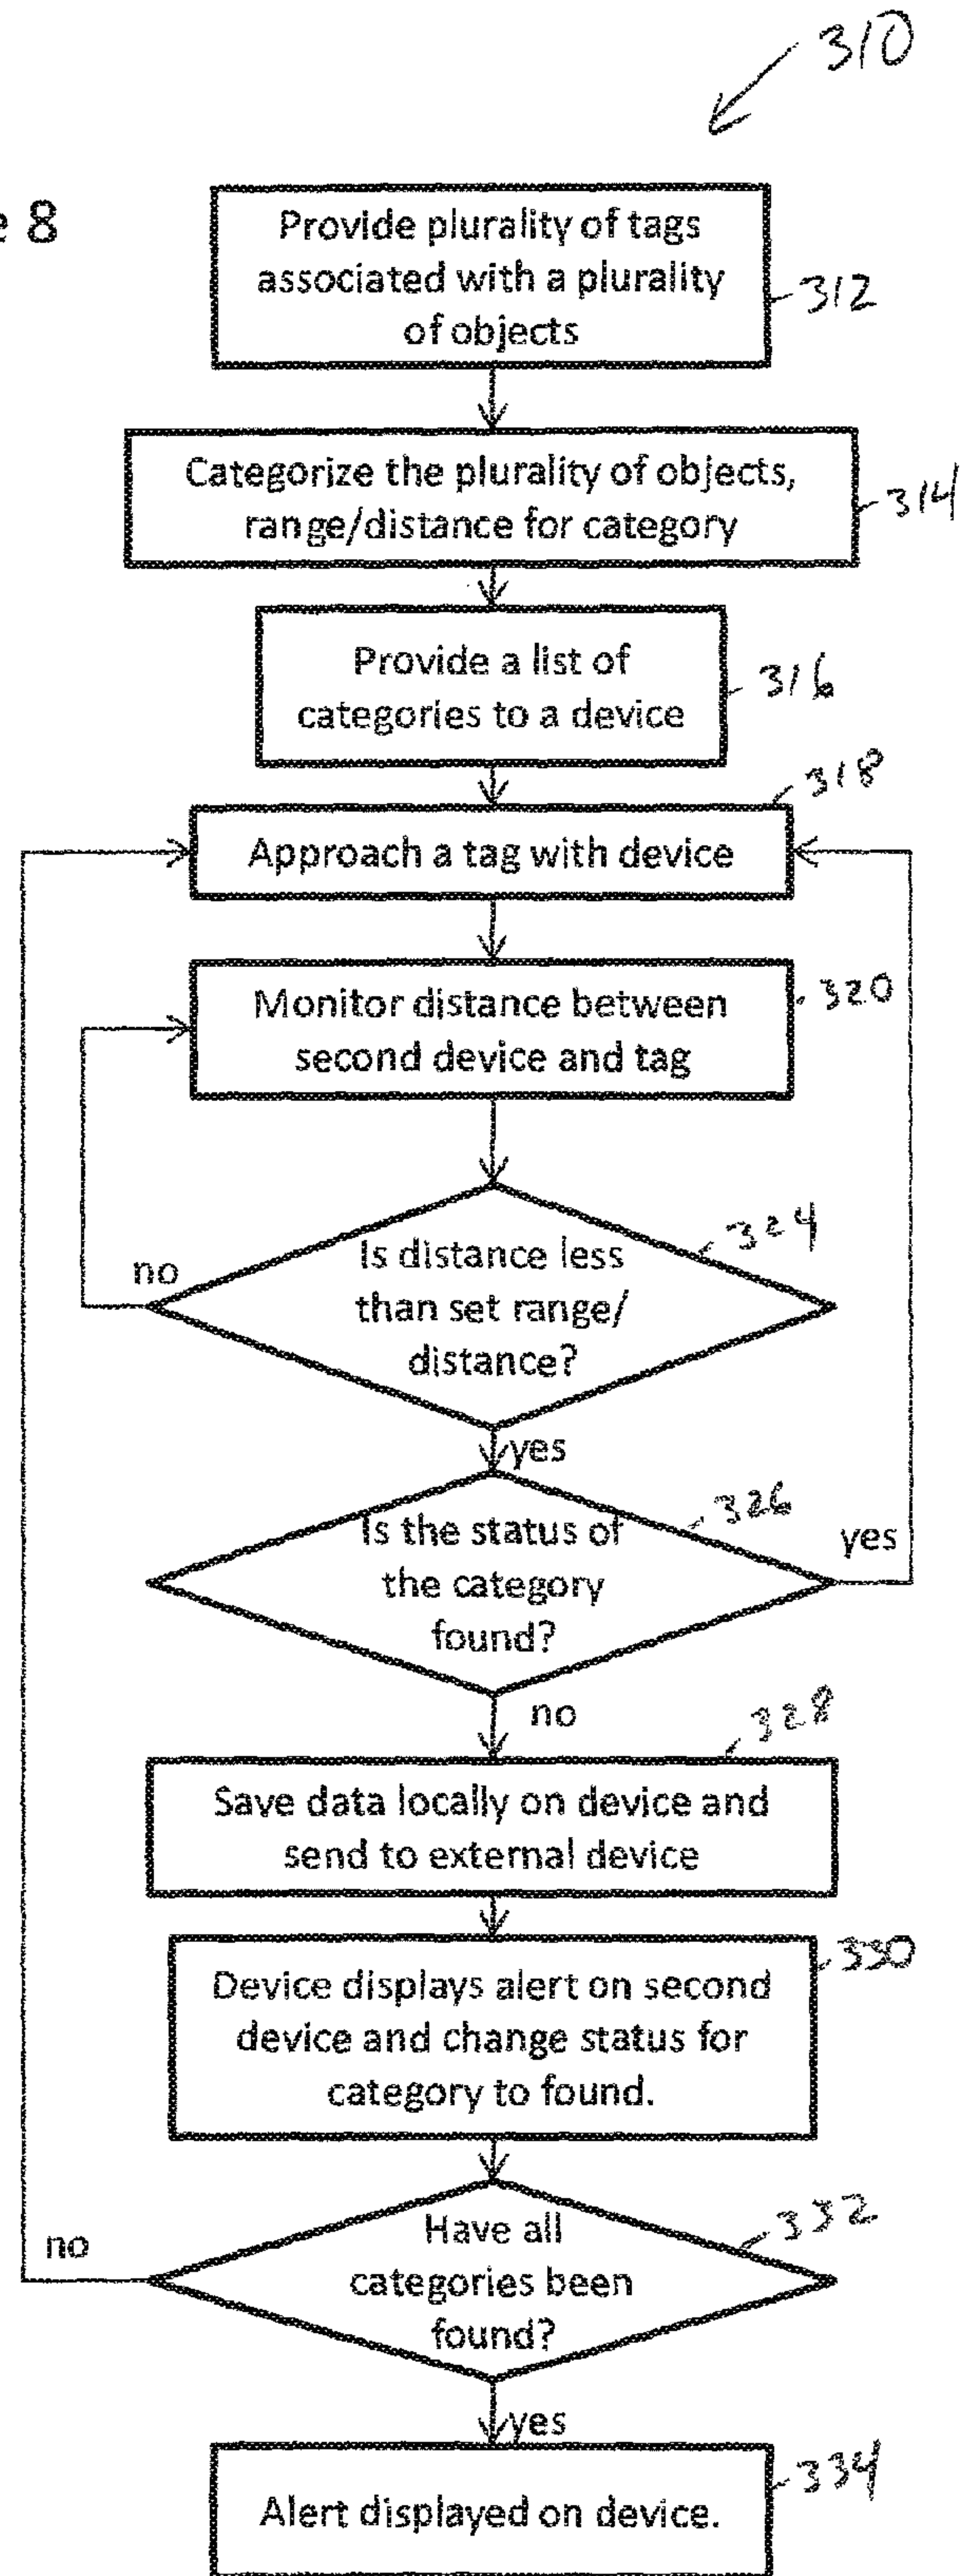 310
e 8
Provide plurality of tags
associated with a plurality
of objects
312
Categorize the plurality of objects,
range/distance for category
314
Provide a list of
categories to a device
316
318
Approach a tag with device
Monitor distance between
second device and tag
320
324
Is distance less
than set range/
distance?
no
yes
326
Is the status of
the category
found?
yes
no
328
Save data locally on device and
send to external device
330
Device displays alert on second
device and change status for
category to found.
332
Have all
categories been
found?
no
yes
334
Alert displayed on device.